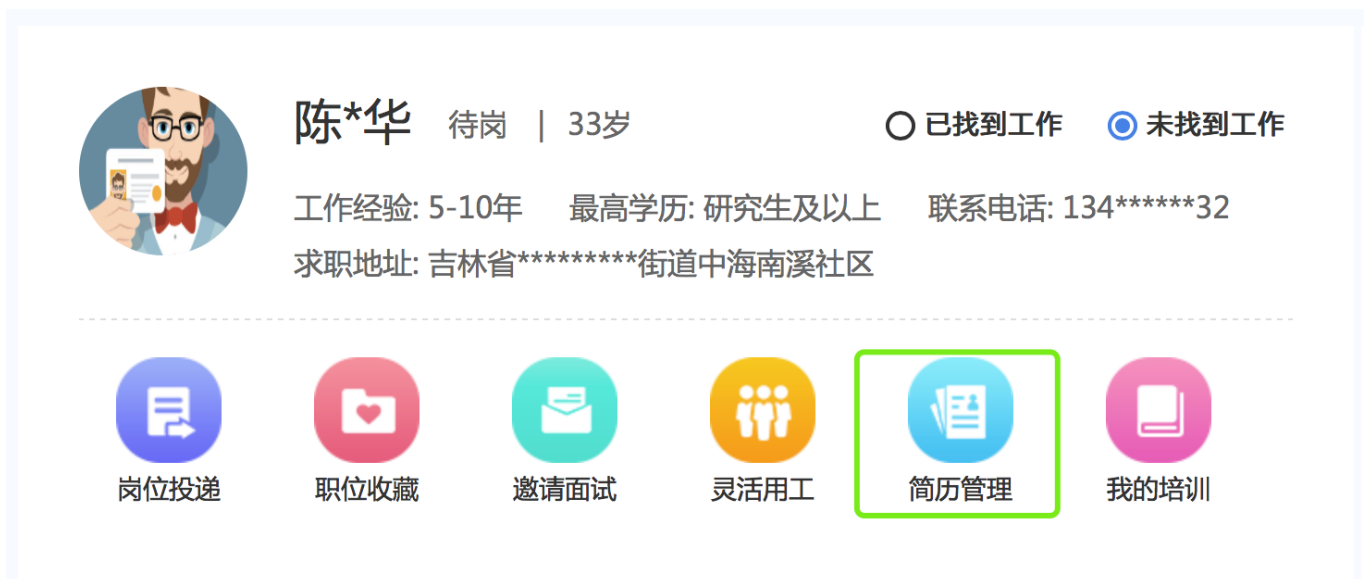 陈*华 待岗 | 33岁 已找到工作 未找到工作
工作经验: 5-10年 最高学历: 研究生及以上 联系电话: 134******32
求职地址: 吉林省*********街道中海南溪社区
岗位投递 职位收藏 邀请面试 灵活用工 简历管理 我的培训